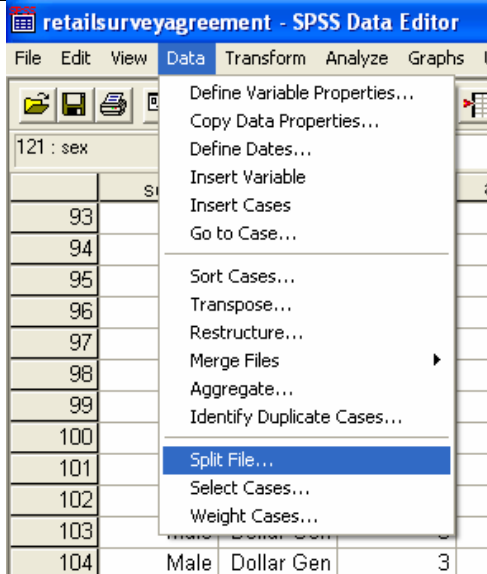 retailsurveyagreement - SPSS Data Editor
File Edit View Data Transform Analyze Graphs
121 : sex
Define Variable Properties...
Copy Data Properties...
Define Dates...
Insert Variable
Insert Cases
Go to Case...
Sort Cases...
Transpose...
Restructure...
Merge Files
Aggregate...
Identify Duplicate Cases...
Split File...
Select Cases...
Weight Cases...
93
94
95
96
97
98
99
100
101
102
103
104 Male Dollar Gen 3